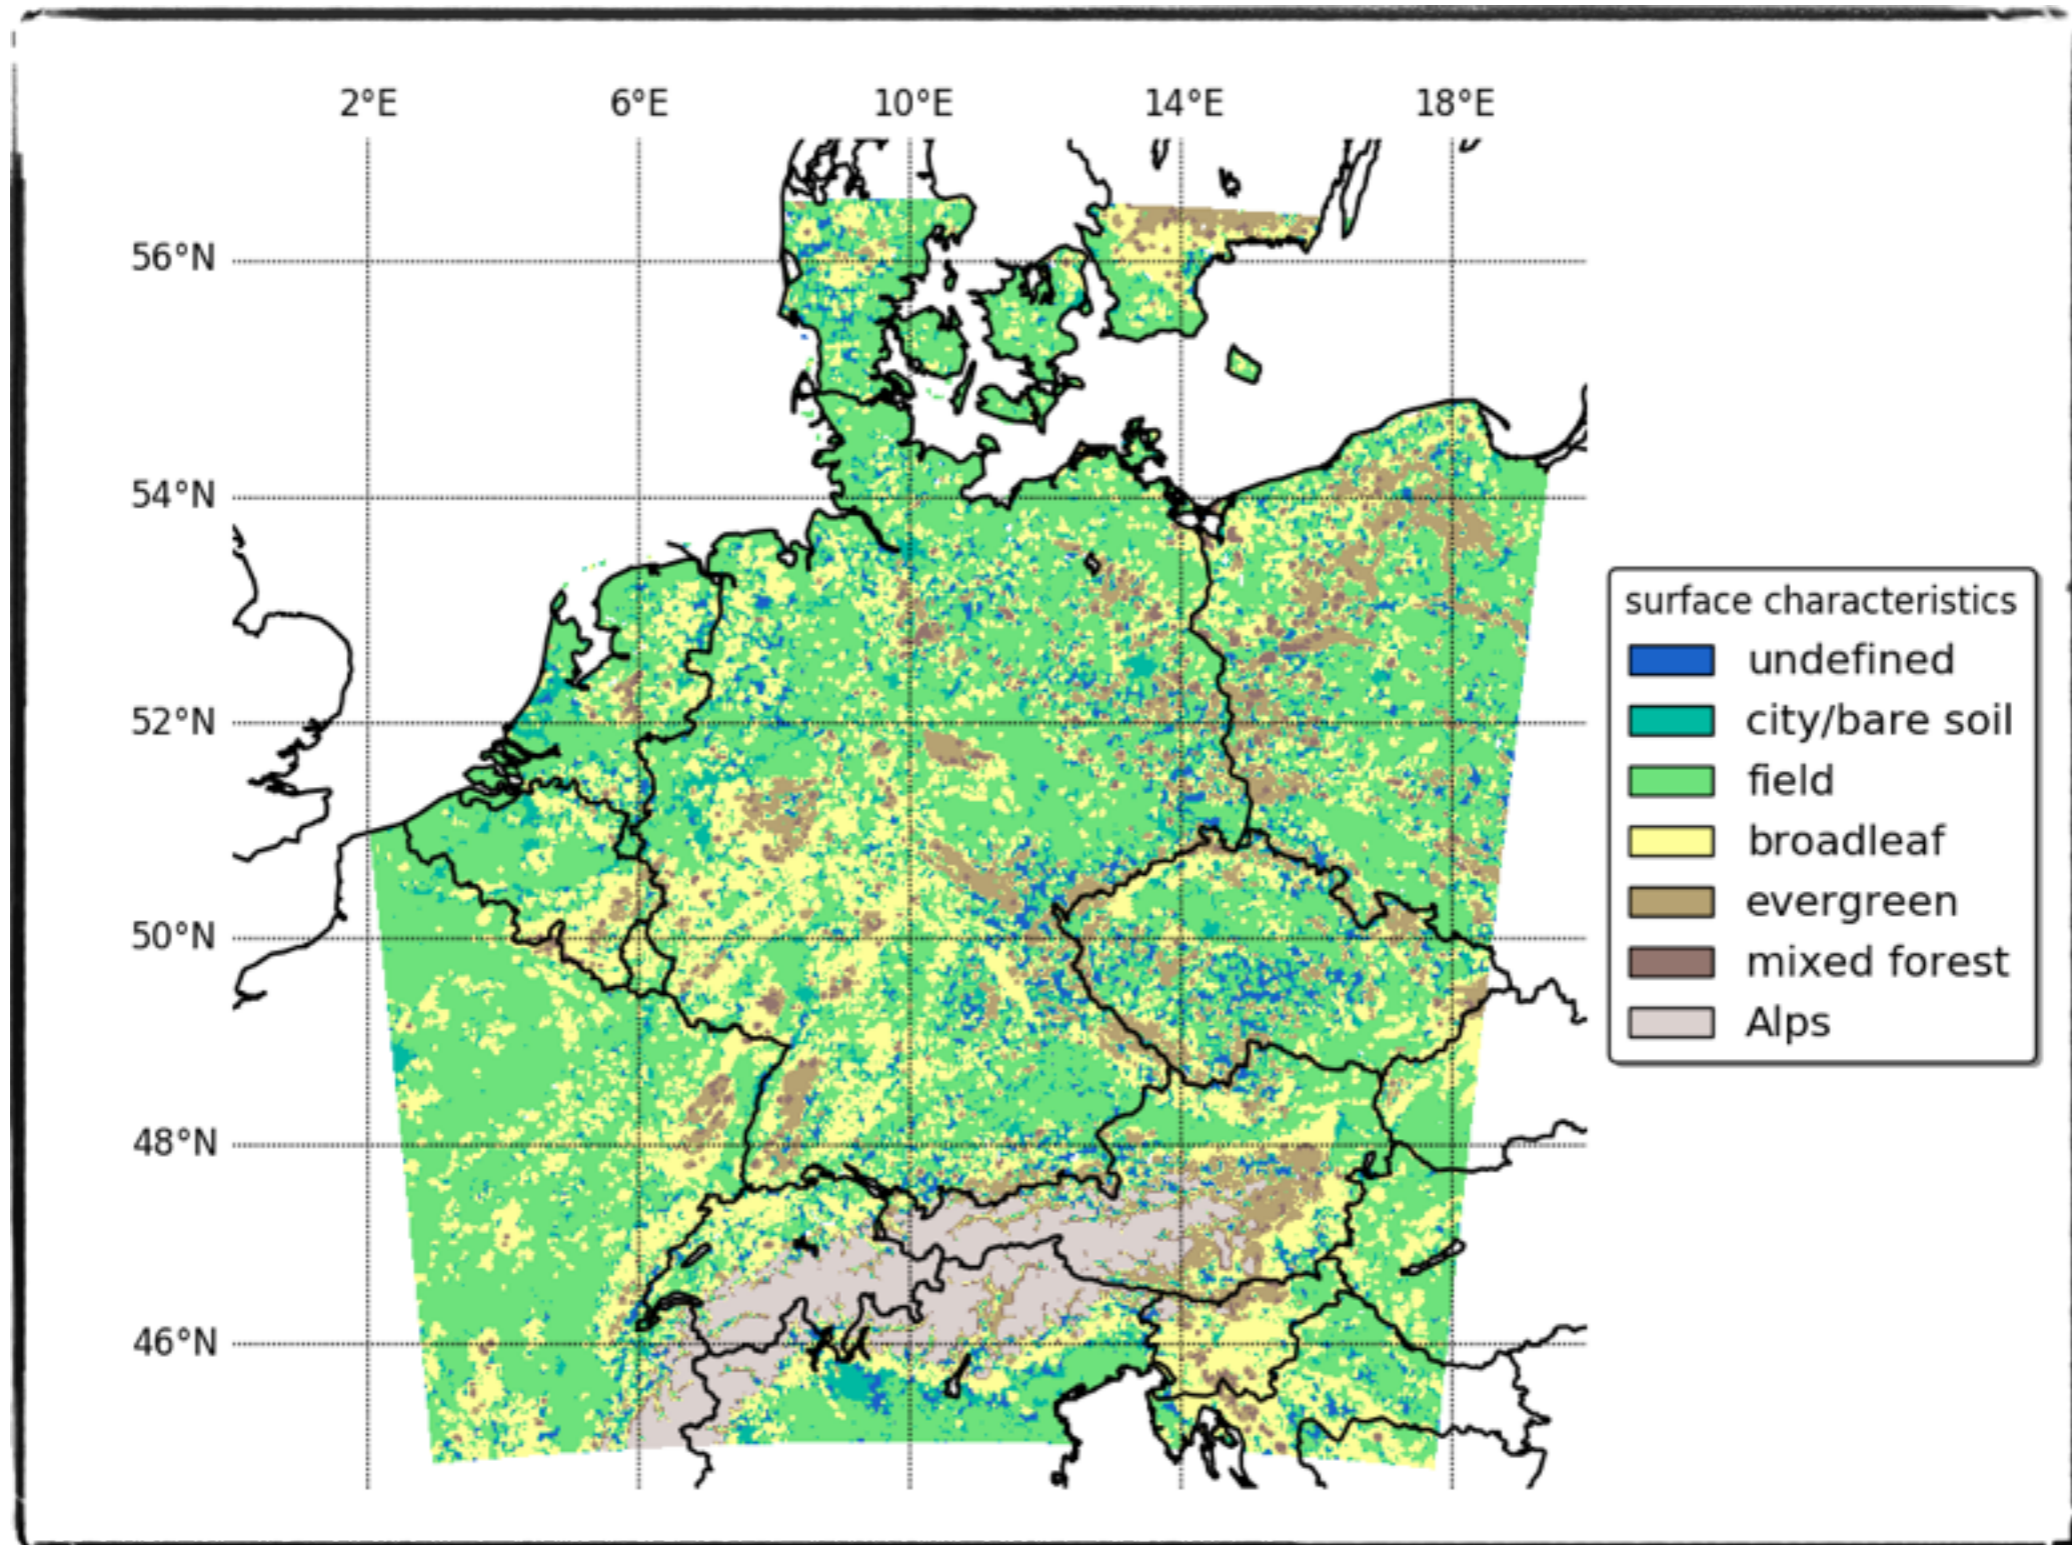 2°E 6°E 10°E 14°E 18°E
56°N
54°N
52°N
50°N
48°N
46°N
surface characteristics
undefined
city/bare soil
field
broadleaf
evergreen
mixed forest
Alps